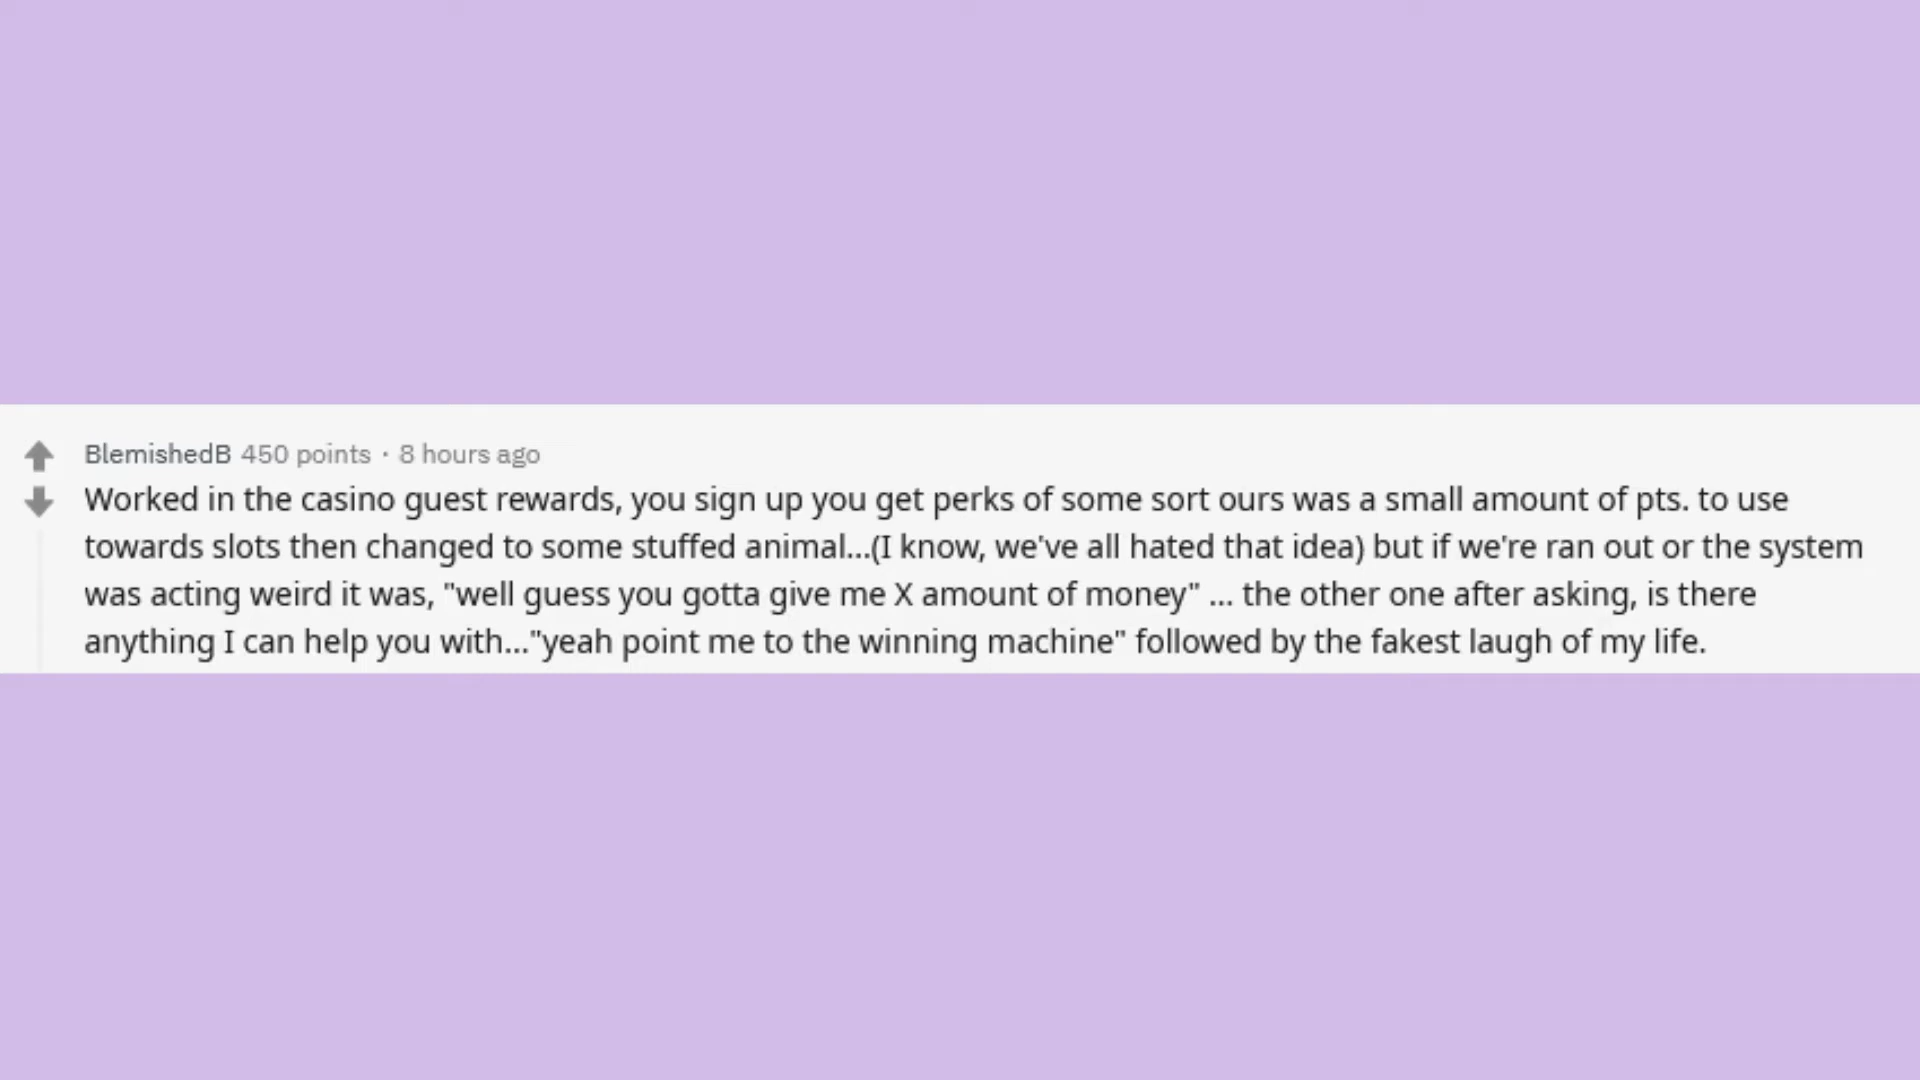 BlemishedB 450 points · 8 hours ago
Worked in the casino guest rewards, you sign up you get perks of some sort ours was a small amount of pts. to use
towards slots then changed to some stuffed animal...(I know, we've all hated that idea) but if we're ran out or the system
was acting weird it was, "well guess you gotta give me X amount of money" ... the other one after asking, is there
anything I can help you with..."yeah point me to the winning machine" followed by the fakest laugh of my life.